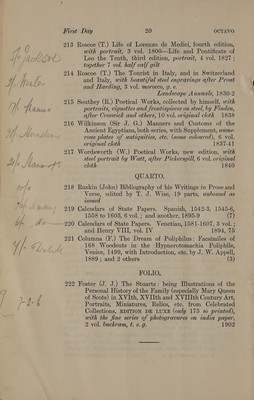 First Day 20 OCTAVO
213 Roscoe (T.) Life of Lorenzo de Medici, fourth edition,
with portrait, 3 vol. 1800—Life and Pontificate of
Leo the Tenth, third edition, portrait, 4 vol. 1827;
together 7 vol. half calf gilt
214 Roscoe (T.) The Tourist in Italy, and in Switzerland
and Italy, with beautiful steel engravings after Prout
and Harding, 3 vol. morocco, g. e.
Landscape Annuals, 1830-2
215 Southey (R.) Poetical Works, collected by himself, with
portraits, vignettes and frontispieces on steel, by Finden,
after Creswick and others, 10 vol. original cloth 1838
216 Wilkinson (Sir J. G.) Manners and Customs of the
Ancient Egyptians, both series, with Supplement, nume-
rous plates of antiquities, etc. (some coloured), 6 vol.
original cloth 1837-41
217 Wordsworth (W.) Poetical Works, new edition, with
steel portrait by Watt, after Pickersgill, 6 vol. original
cloth 1840
QUARTO.
218 Ruskin (John) Bibliography of his Writings in Prose and
Verse, edited by T. J. Wise, 19 parts, unbound as
issued
219 Calendars of State Papers. Spanish, 1542-3, 1545-6,
1558 to 1603, 6 vol.; and another, 1895-9 (7)
220 Calendars of State Papers. Venetian, 1581-1607, 3 vol.;
and Henry VIII, vol. IV 1894, 75
221 Columna (F.) The Dream of Poliphilus: Facsimiles of
168 Woodcuts in the Hypnerotomachia Poliphile,
Venice, 1499, with Introduction, etc. by J. W. Appell,
1889; and 2 others (3)
FOLIO.
222 Foster (J. J.) The Stuarts: being Illustrations of the
Personal History of the Family (especially Mary Queen
of Scots) in XVIth, XVIIth and XVIIIth Century Art,
Portraits, Miniatures, Relics, etc. from Celebrated
Collections, EDITION DE LUXE (only 175 so printed),
with the fine series of photogravures on india paper,
2 vol. buckram, t. e. g. 1902